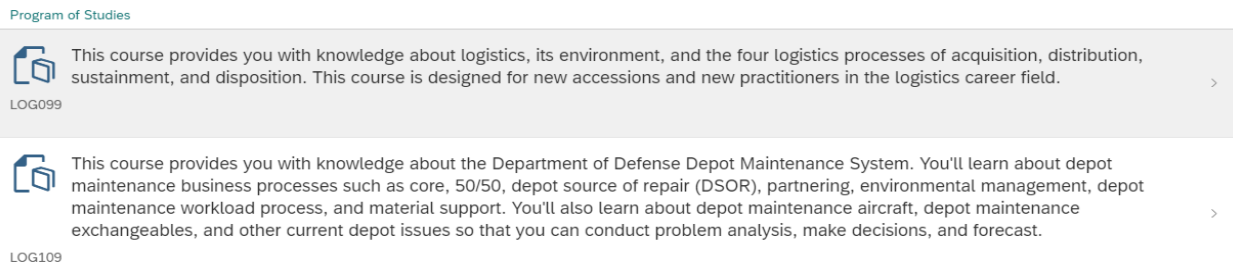 Program of Studies
This course provides you with knowledge about logistics, its environment, and the four logistics processes of acquisition, distribution,
sustainment, and disposition. This course is designed for new accessions and new practitioners in the logistics career field.
LOG099
This course provides you with knowledge about the Department of Defense Depot Maintenance System. You'll learn about depot
maintenance business processes such as core, 50/50, depot source of repair (DSOR), partnering, environmental management, depot
maintenance workload process, and material support. You'll also learn about depot maintenance aircraft, depot maintenance
exchangeables, and other current depot issues so that you can conduct problem analysis, make decisions, and forecast.
LOG109